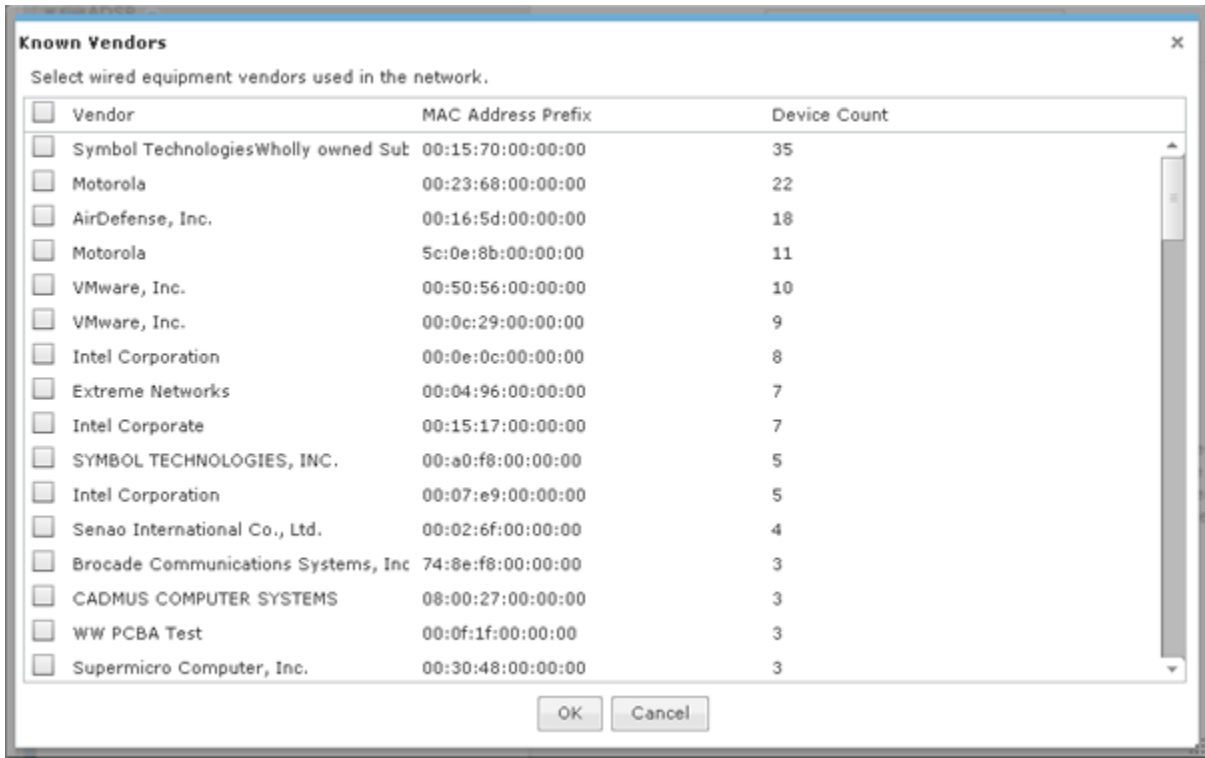 Known Vendors
Select wired equipment vendors used in the network.
Vendor MAC Address Prefix Device Count
Symbol TechnologiesWholly owned Sub 00:15:70:00:00:00 35
Motorola 00:23:68:00:00:00 22
AirDefense, Inc. 00:16:5d:00:00:00 18
Motorola 5c:0e:8b:00:00:00 11
VMware, Inc. 00:50:56:00:00:00 10
VMware, Inc. 00:0c:29:00:00:00 9
Intel Corporation 00:0e:0c:00:00:00 8
Extreme Networks 00:04:96:00:00:00 7
Intel Corporate 00:15:17:00:00:00 7
SYMBOL TECHNOLOGIES, INC. 00:a0:f8:00:00:00 5
Intel Corporation 00:07:e9:00:00:00 5
Senao International Co., Ltd. 00:02:6f:00:00:00 4
Brocade Communications Systems, Inc 74:8e:f8:00:00:00 3
CADMUS COMPUTER SYSTEMS 08:00:27:00:00:00 3
WW PCBA Test 00:0f:1f:00:00:00 3
Supermicro Computer, Inc. 00:30:48:00:00:00 3
OK Cancel